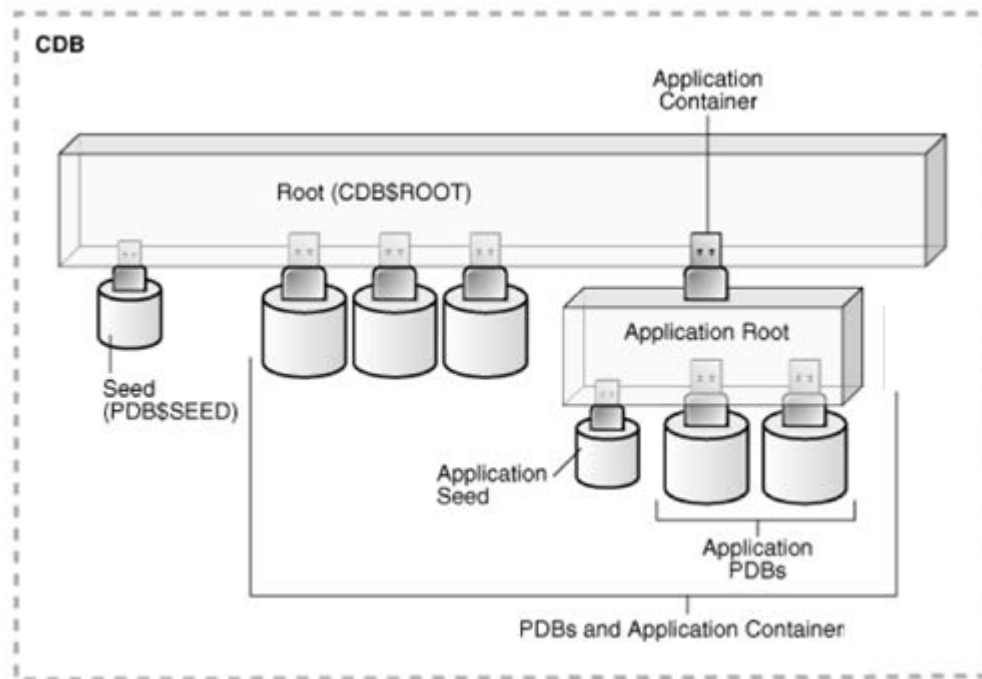 CDB
Application
Container
Root (CDB$ROOT)
Application Root
Seed
(PDB$SEED)
Application
Seed
Application
PDBs
PDBs and Application Container